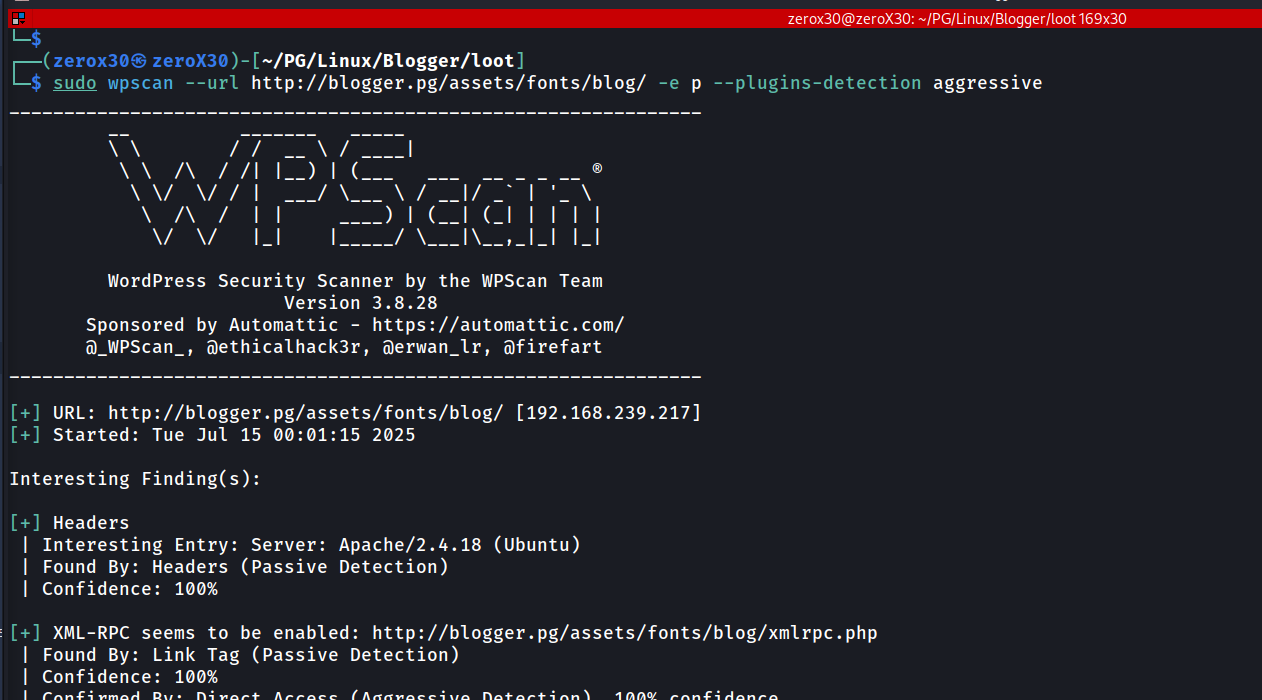 zerox30@zeroX30: ~/PG/Linux/Blogger/loot 169x30
└─$
┌──(zerox30㉿zeroX30)-[~/PG/Linux/Blogger/loot]
└─$ sudo wpscan --url http://blogger.pg/assets/fonts/blog/ -e p --plugins-detection aggressive
_______________________________________________________________
         __          _______   _____
         \ \        / /  __ \ / ____|
          \ \  /\  / /| |__) | (___   ___  __ _ _ __ ®
           \ \/  \/ / |  ___/ \___ \ / __|/ _` | '_ \
            \  /\  /  | |     ____) | (__| (_| | | | |
             \/  \/   |_|    |_____/ \___|\__,_|_| |_|
WordPress Security Scanner by the WPScan Team
Version 3.8.28
Sponsored by Automattic - https://automattic.com/
@_WPScan_, @ethicalhack3r, @erwan_lr, @firefart
_______________________________________________________________
[+] URL: http://blogger.pg/assets/fonts/blog/ [192.168.239.217]
[+] Started: Tue Jul 15 00:01:15 2025
Interesting Finding(s):
[+] Headers
| Interesting Entry: Server: Apache/2.4.18 (Ubuntu)
| Found By: Headers (Passive Detection)
| Confidence: 100%
[+] XML-RPC seems to be enabled: http://blogger.pg/assets/fonts/blog/xmlrpc.php
| Found By: Link Tag (Passive Detection)
| Confidence: 100%
| Confirmed By: Direct Access (Aggressive Detection), 100% confidence